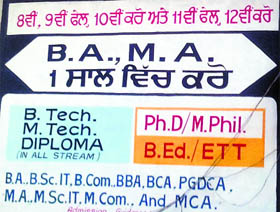 8ਵੀਂ, 9ਵੀਂ ਫੇਲ, 10ਵੀਂ ਕਰੋ ਅਤੇ 11ਵੀਂ ਫੇਲ, 12ਵੀਂ ਕਰੋ
B.A., M.A.
1 ਸਾਲ ਵਿੱਚ ਕਰੋ
B. Tech.
M. Tech.
DIPLOMA
(IN ALL STREAM)
Ph.D/M.Phil.
B.Ed./ETT
B.A., B.Sc. IT, B.Com., BBA, BCA, PGDCA,
M.A., M.Sc. IT, M.Com., And MCA.
Admission